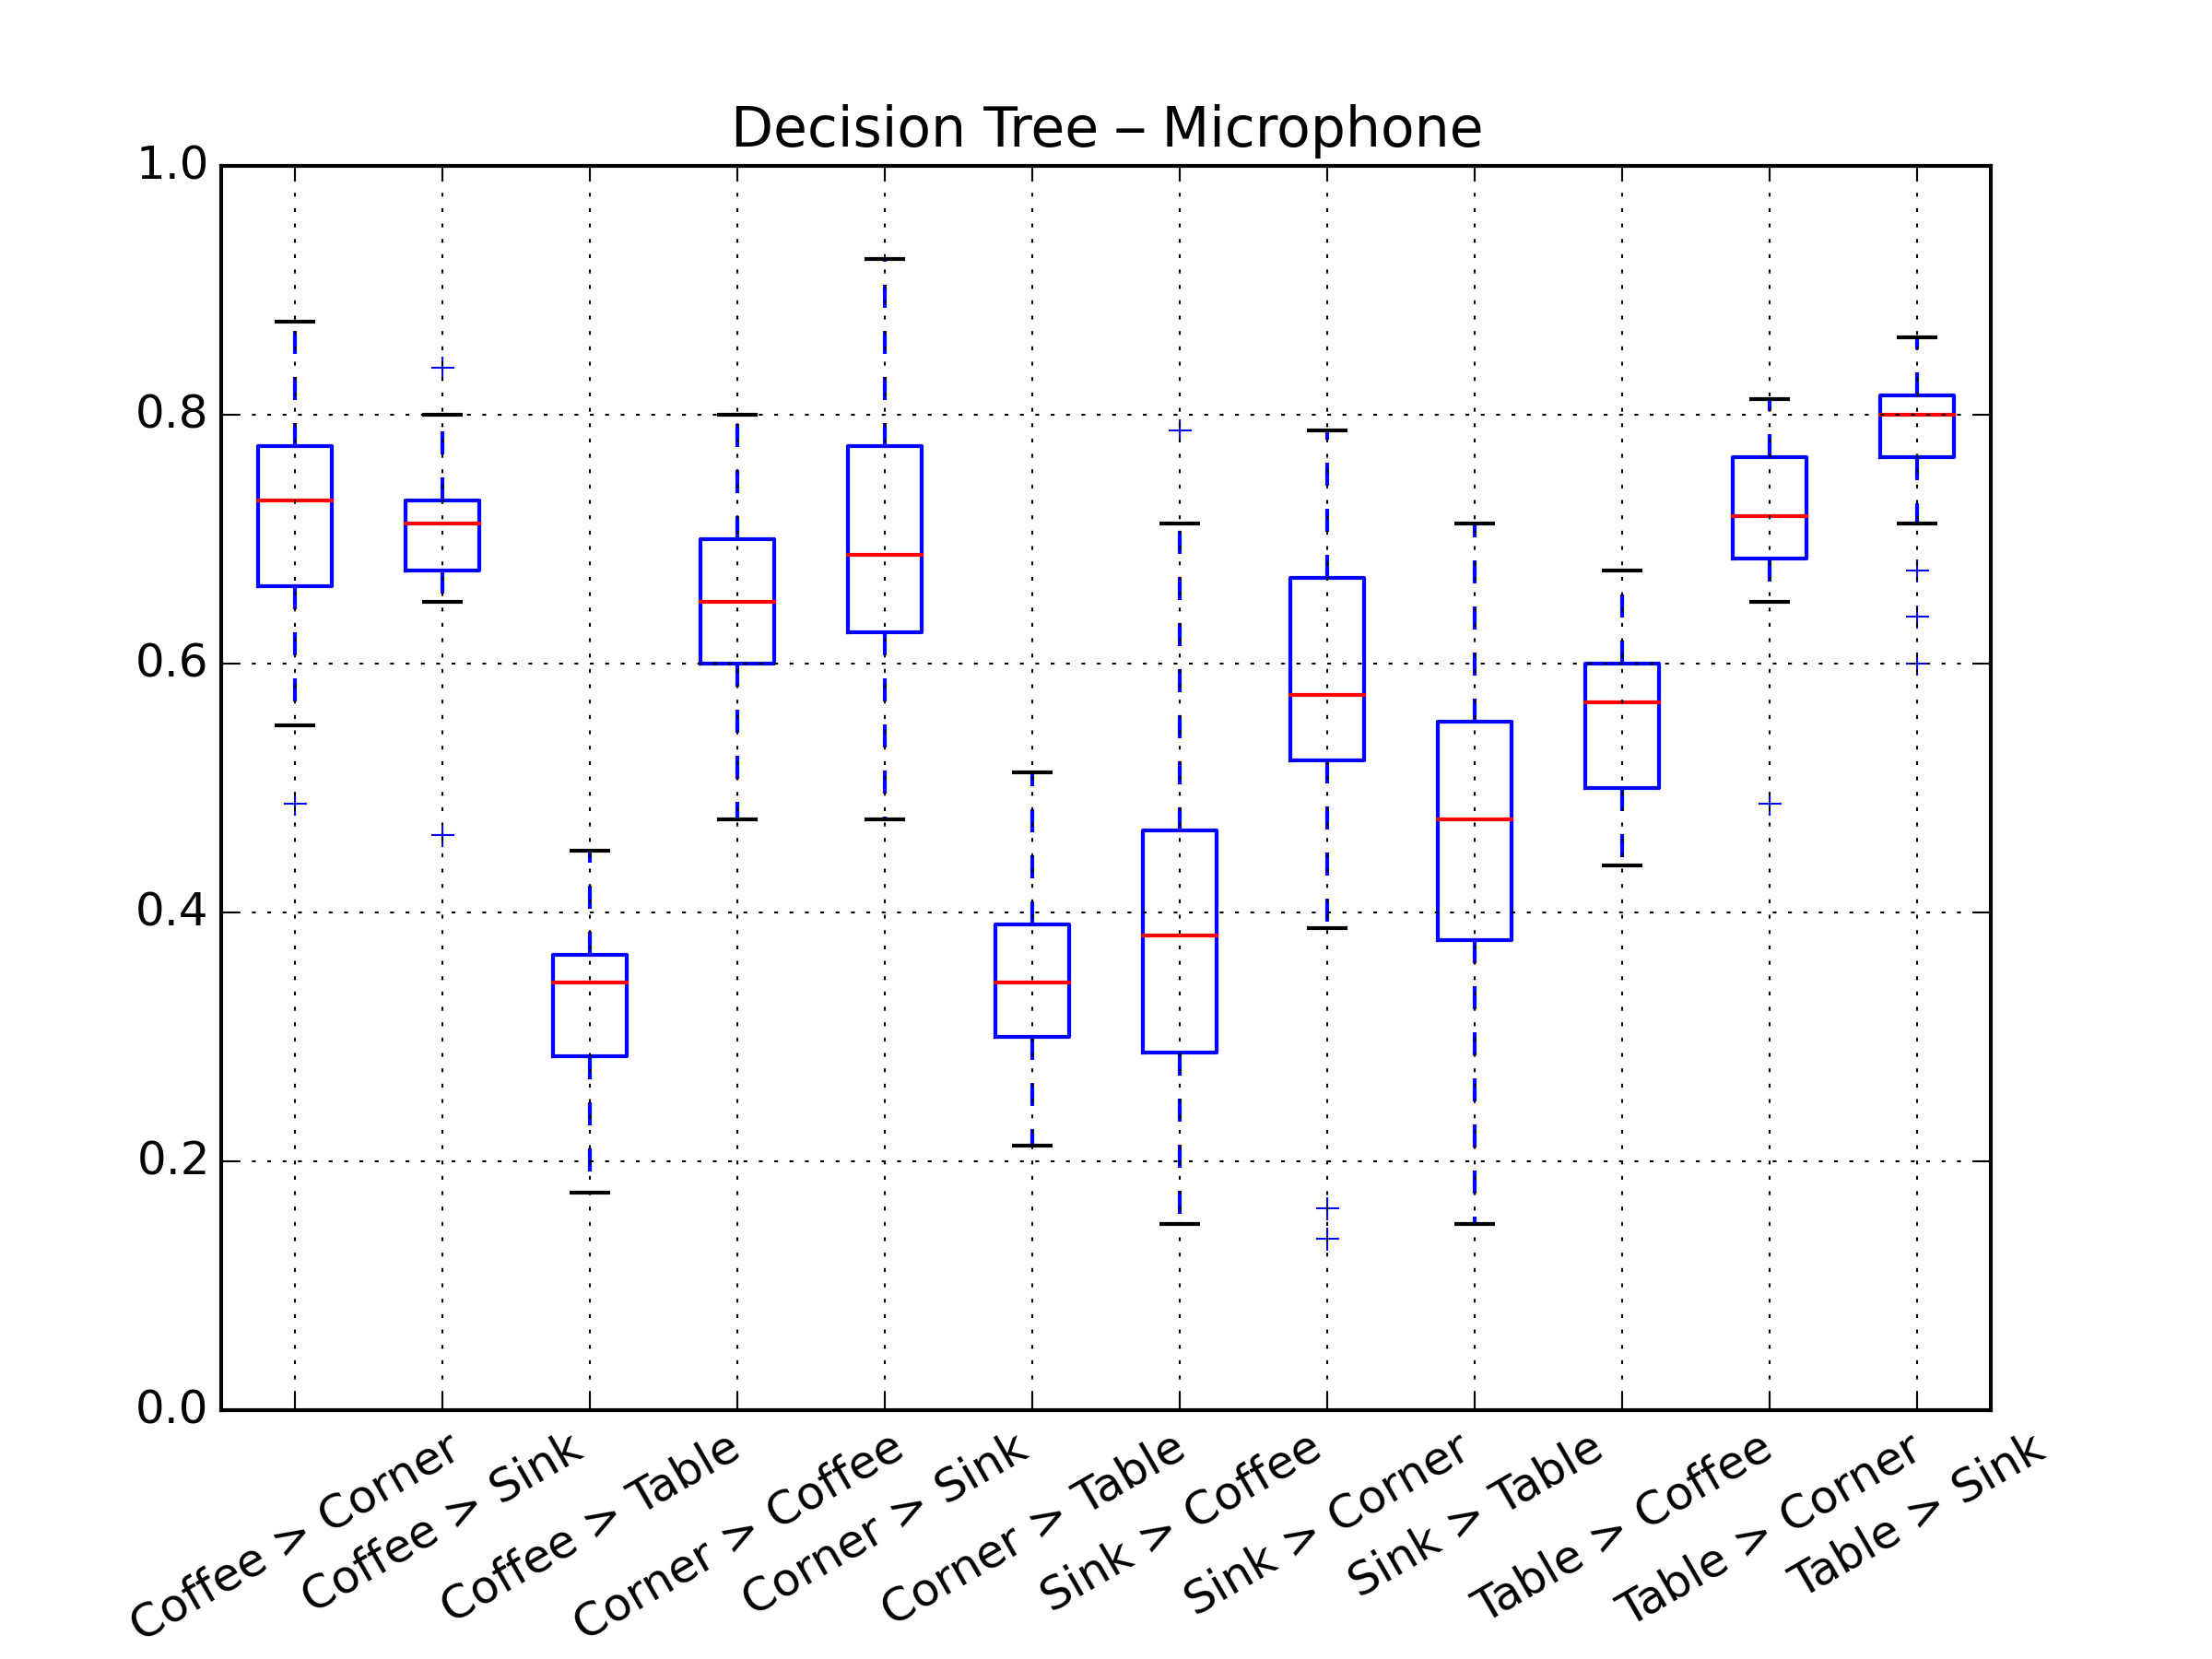 Decision Tree – Microphone
1.0
0.8
0.6
0.4
0.2
0.0
Coffee > Corner
Coffee > Sink
Coffee > Table
Corner > Coffee
Corner > Sink
Corner > Table
Sink > Coffee
Sink > Corner
Sink > Table
Table > Coffee
Table > Corner
Table > Sink